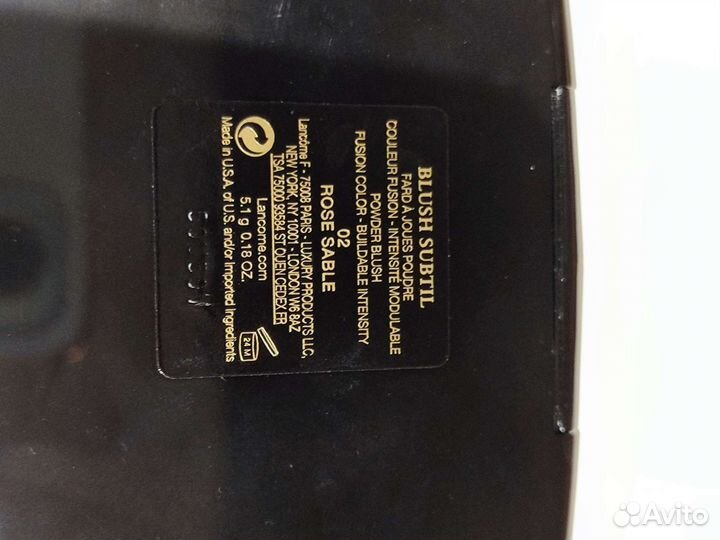 BLUSH SUBTIL
FARD À JOUES POUDRE
COULEUR FUSION - INTENSITÉ MODULABLE
POWDER BLUSH
FUSION COLOR - BUILDABLE INTENSITY
02
ROSE SABLE
Lancôme F - 75008 PARIS - LUXURY PRODUCTS LLC,
NEW YORK, NY 10001 - LONDON W6 8AZ
TSA 75000 93584 ST OUEN CEDEX FR
Lancome.com
5.1 g 0.18 OZ.
Made in U.S.A. of U.S. and/or imported ingredients
24 M
Avito